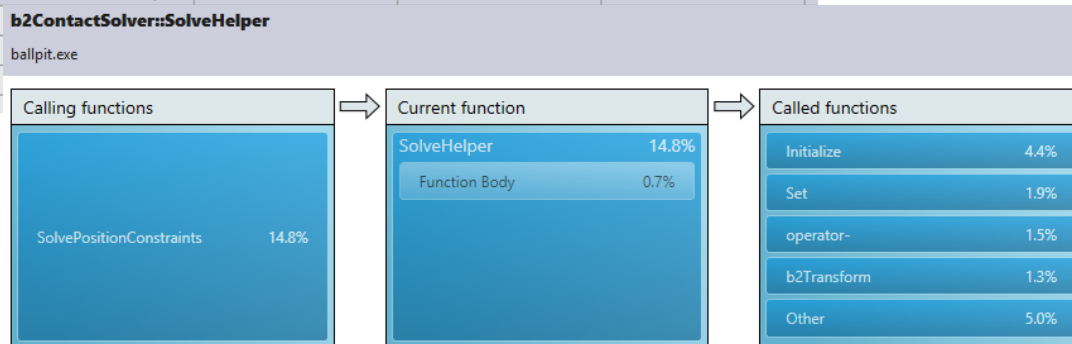 b2ContactSolver::SolveHelper
ballpit.exe
Calling functions
SolvePositionConstraints 14.8%
Current function
SolveHelper 14.8%
Function Body 0.7%
Called functions
Initialize 4.4%
Set 1.9%
operator- 1.5%
b2Transform 1.3%
Other 5.0%